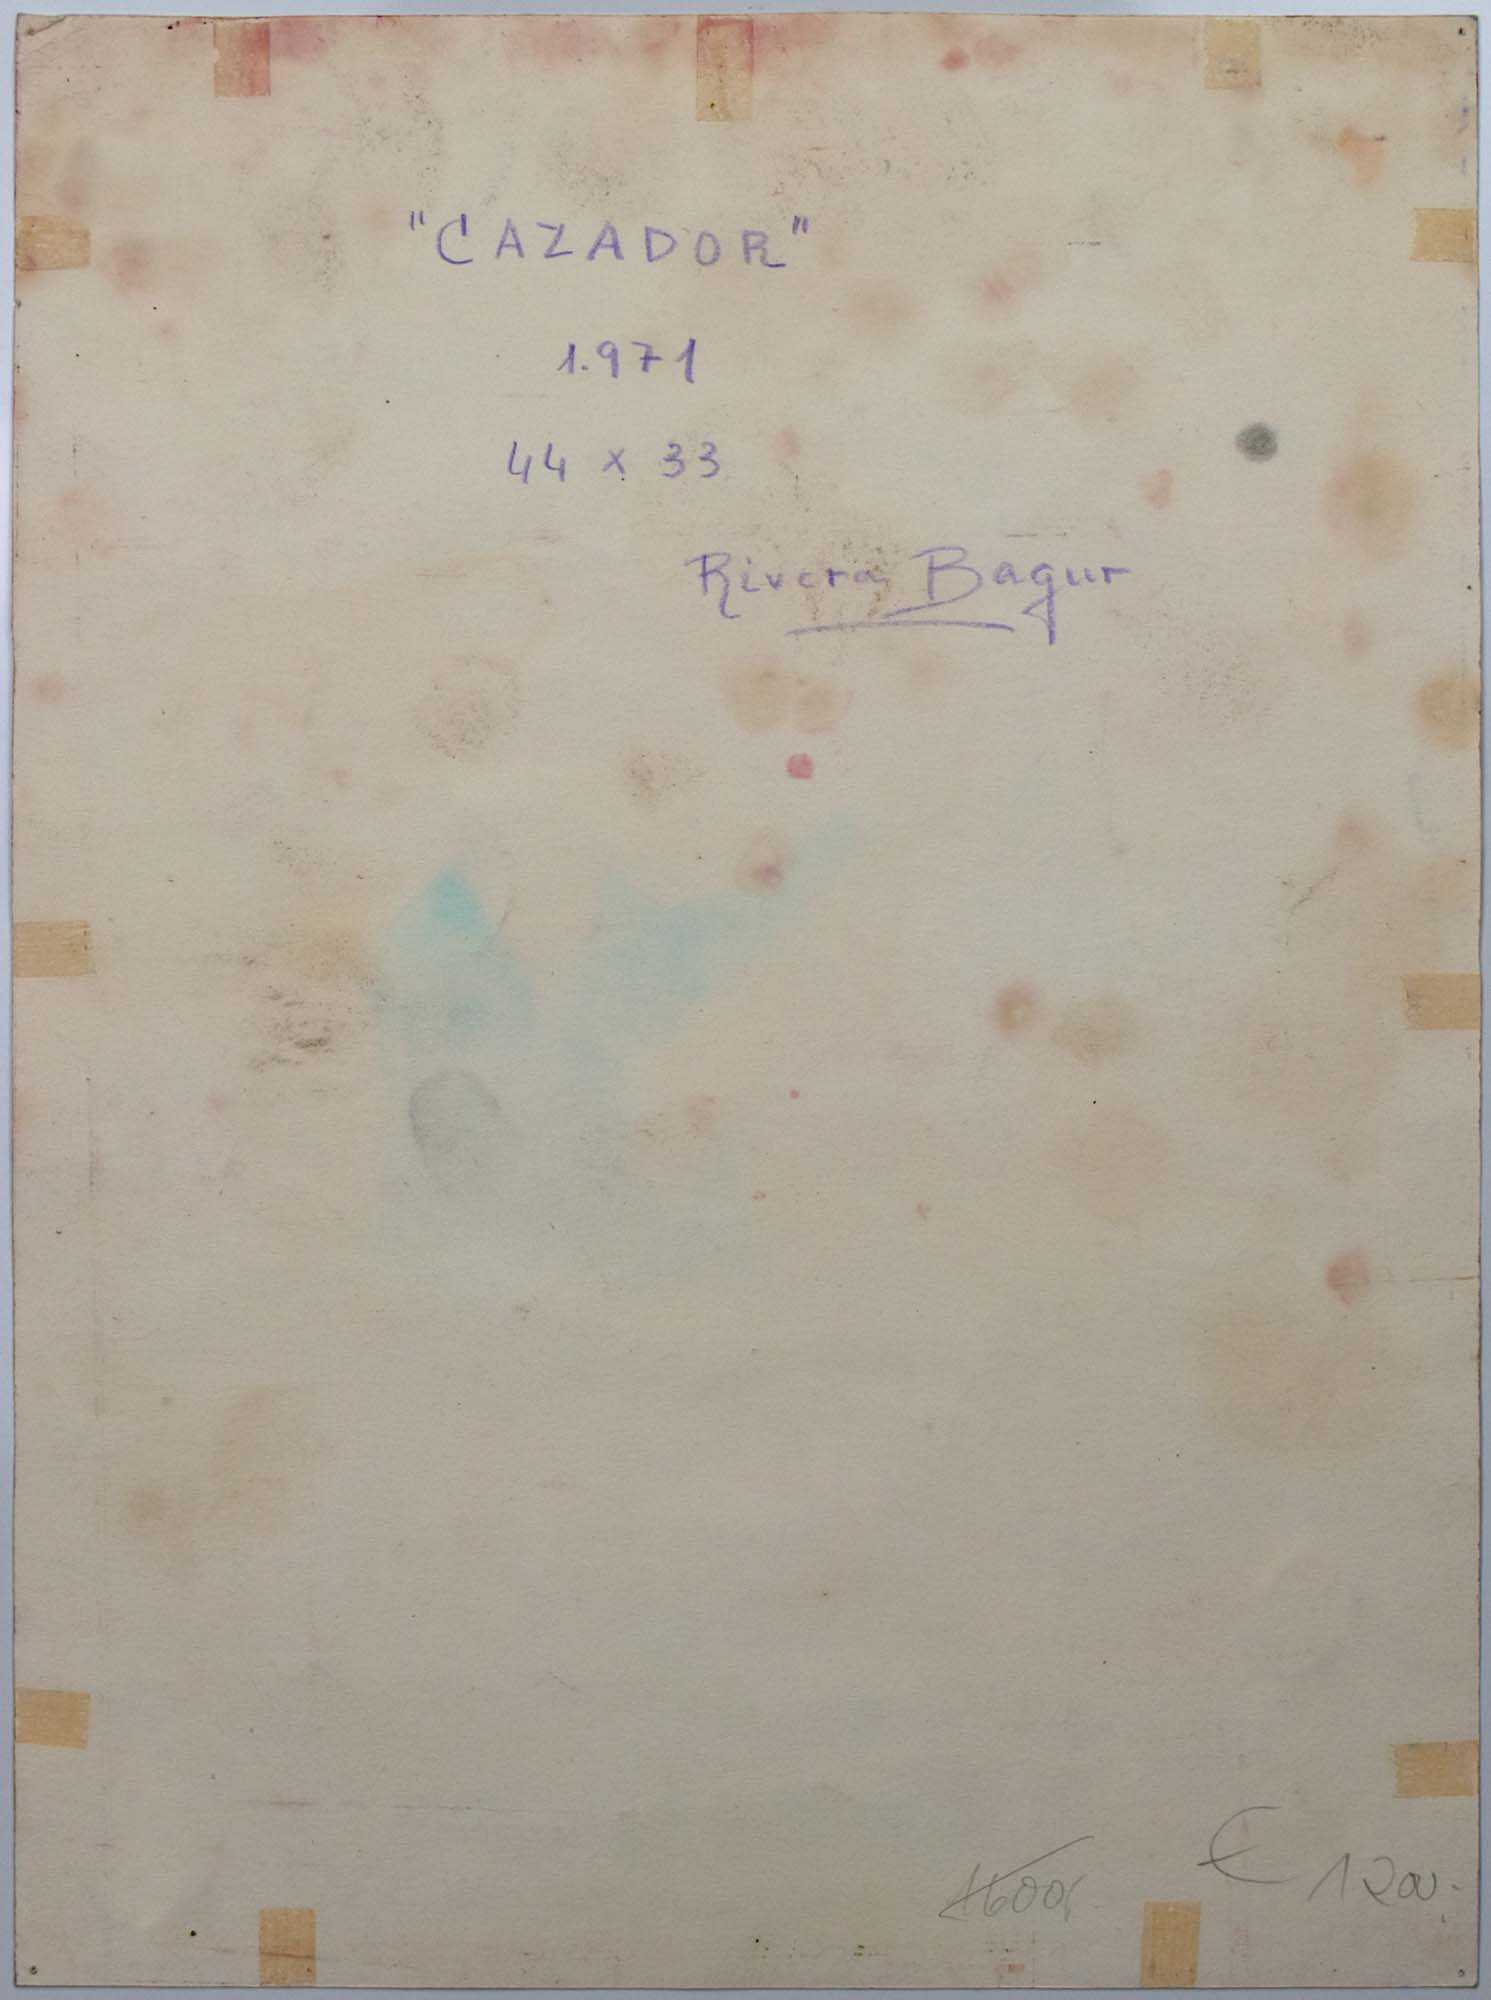 "CAZADOR"
1.971
44 x 33
Rivera Bagur
€ 1200.-